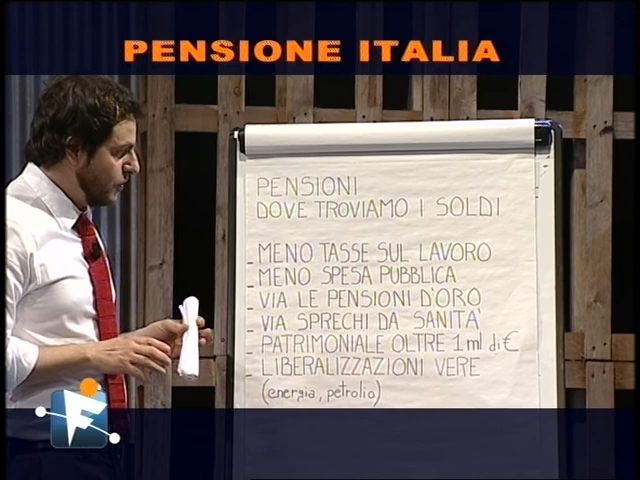 PENSIONE ITALIA
PENSIONI
DOVE TROVIAMO I SOLDI
_MENO TASSE SUL LAVORO
_MENO SPESA PUBBLICA
_VIA LE PENSIONI D'ORO
_VIA SPRECHI DA SANITA'
_PATRIMONIALE OLTRE 1 ml di €
_LIBERALIZZAZIONI VERE
(energia, petrolio)
F